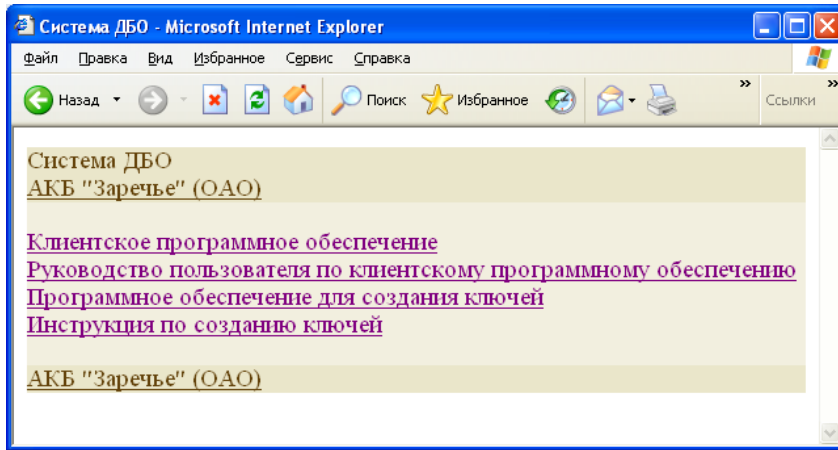 Система ДБО - Microsoft Internet Explorer
Файл Правка Вид Избранное Сервис Справка
Назад Поиск Избранное » Ссылки »
Система ДБО
АКБ "Заречье" (ОАО)
Клиентское программное обеспечение
Руководство пользователя по клиентскому программному обеспечению
Программное обеспечение для создания ключей
Инструкция по созданию ключей
АКБ "Заречье" (ОАО)